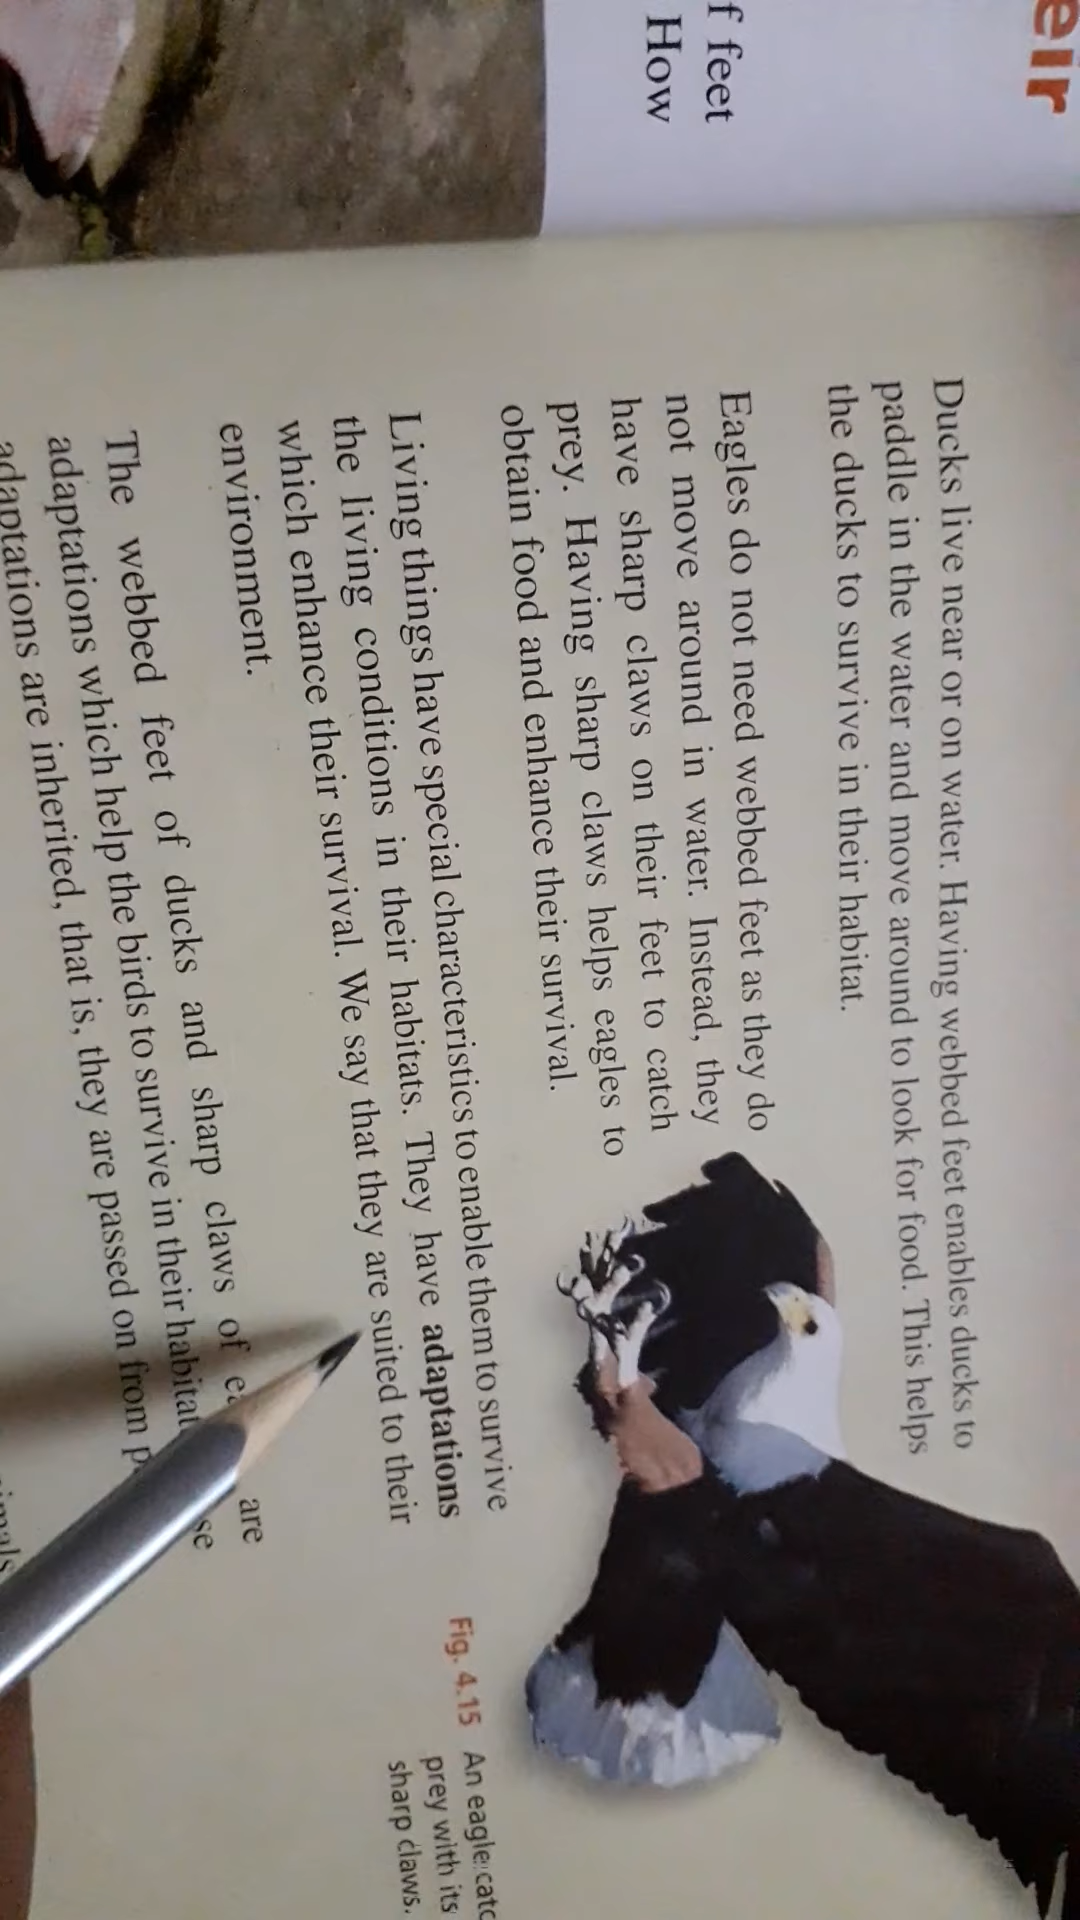 eir
f feet
How
Ducks live near or on water. Having webbed feet enables ducks to
paddle in the water and move around to look for food. This helps
the ducks to survive in their habitat.
Eagles do not need webbed feet as they do
not move around in water. Instead, they
have sharp claws on their feet to catch
prey. Having sharp claws helps eagles to
obtain food and enhance their survival.
Living things have special characteristics to enable them to survive
the living conditions in their habitats. They have adaptations
which enhance their survival. We say that they are suited to their
environment.
The webbed feet of ducks and sharp claws of are
adaptations which help the birds to survive in their habitat se
adaptations are inherited, that is, they are passed on from p
imals
Fig. 4.15 An eagle catc
prey with its
sharp claws.